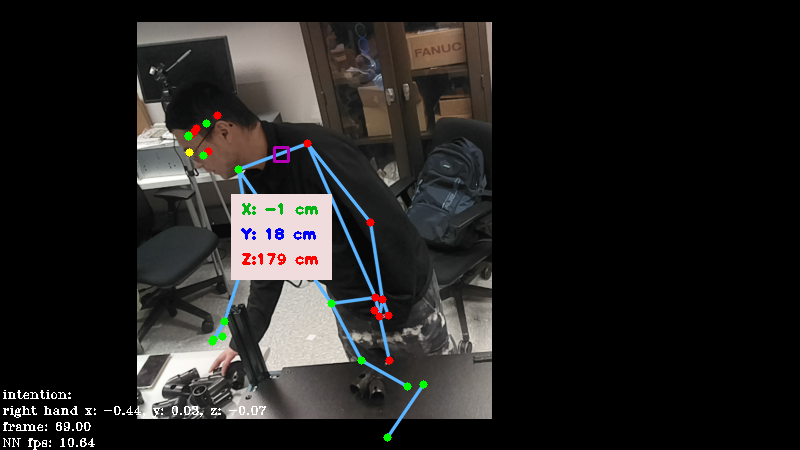 FANUC
X: -1 cm
Y: 18 cm
Z:179 cm
intention:
right hand x: -0.44, y: 0.03, z: -0.07
frame: 69.00
NN fps: 10.64